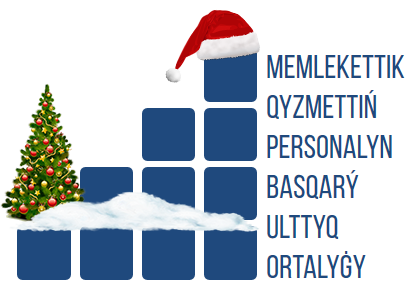 MEMLEKETTIK
QYZMETTIŃ
PERSONALYN
BASQARÝ
ULTTYQ
ORTALYǴY